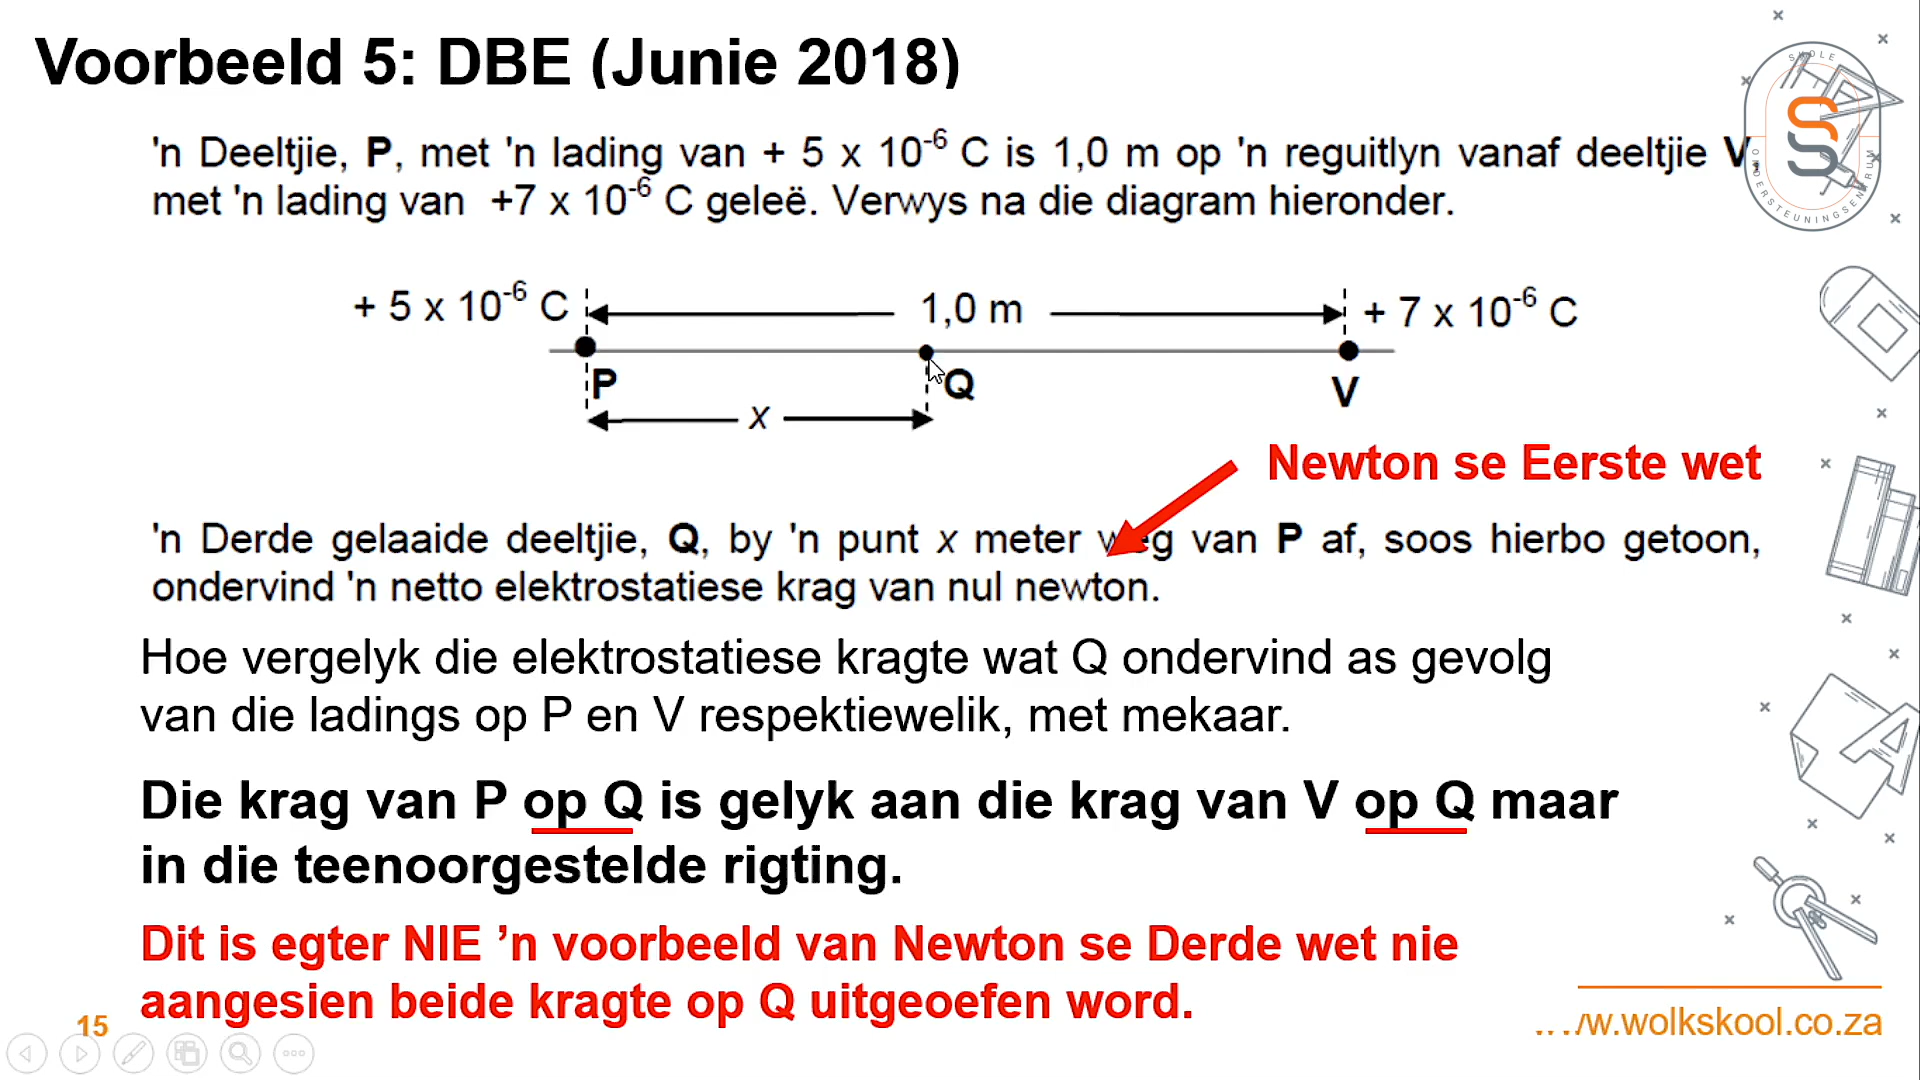 Voorbeeld 5: DBE (Junie 2018)
'n Deeltjie, P, met 'n lading van + 5 x 10⁻⁶ C is 1,0 m op 'n reguitlyn vanaf deeltjie V,
met 'n lading van +7 x 10⁻⁶ C geleë. Verwys na die diagram hieronder.
+ 5 x 10⁻⁶ C
1,0 m
+ 7 x 10⁻⁶ C
P
Q
V
x
Newton se Eerste wet
'n Derde gelaaide deeltjie, Q, by 'n punt x meter weg van P af, soos hierbo getoon,
ondervind 'n netto elektrostatiese krag van nul newton.
Hoe vergelyk die elektrostatiese kragte wat Q ondervind as gevolg
van die ladings op P en V respektiewelik, met mekaar.
Die krag van P op Q is gelyk aan die krag van V op Q maar
in die teenoorgestelde rigting.
Dit is egter NIE ’n voorbeeld van Newton se Derde wet nie
aangesien beide kragte op Q uitgeoefen word.
15
www.wolkskool.co.za